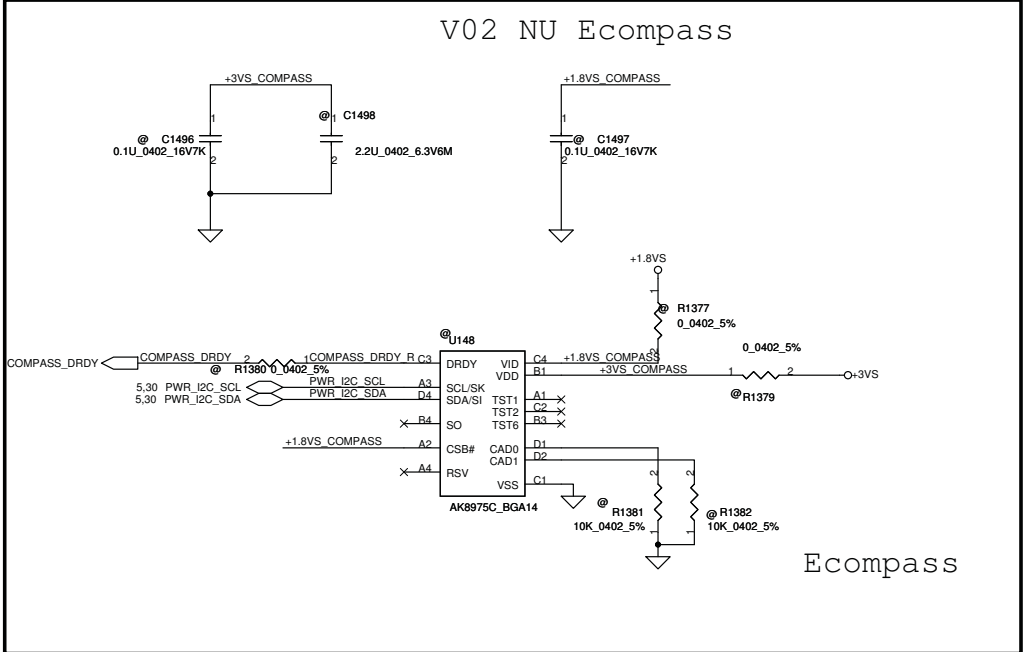 V02 NU Ecompass
+3VS_COMPASS
+1.8VS_COMPASS
1
@ 1 C1498
1
@ C1496
0.1U_0402_16V7K
2
2
2.2U_0402_6.3V6M
@ C1497
0.1U_0402_16V7K
2
+1.8VS
1
@ R1377
0_0402_5%
2
0_0402_5%
@
U148
COMPASS_DRDY
COMPASS_DRDY 2 1 COMPASS_DRDY_R C3 DRDY
@ R1380 0_0402_5%
VID C4 +1.8VS_COMPASS
VDD B1 +3VS_COMPASS 1 2 +3VS
@ R1379
5,30 PWR_I2C_SCL PWR_I2C_SCL A3 SCL/SK
5,30 PWR_I2C_SDA PWR_I2C_SDA D4 SDA/SI
TST1 A1
TST2 C2
B4 SO TST6 B3
+1.8VS_COMPASS A2 CSB# CAD0 D1
CAD1 D2
A4 RSV
2 2
VSS C1
AK8975C_BGA14
@
R1381
10K_0402_5%
@ R1382
10K_0402_5%
1 1
Ecompass